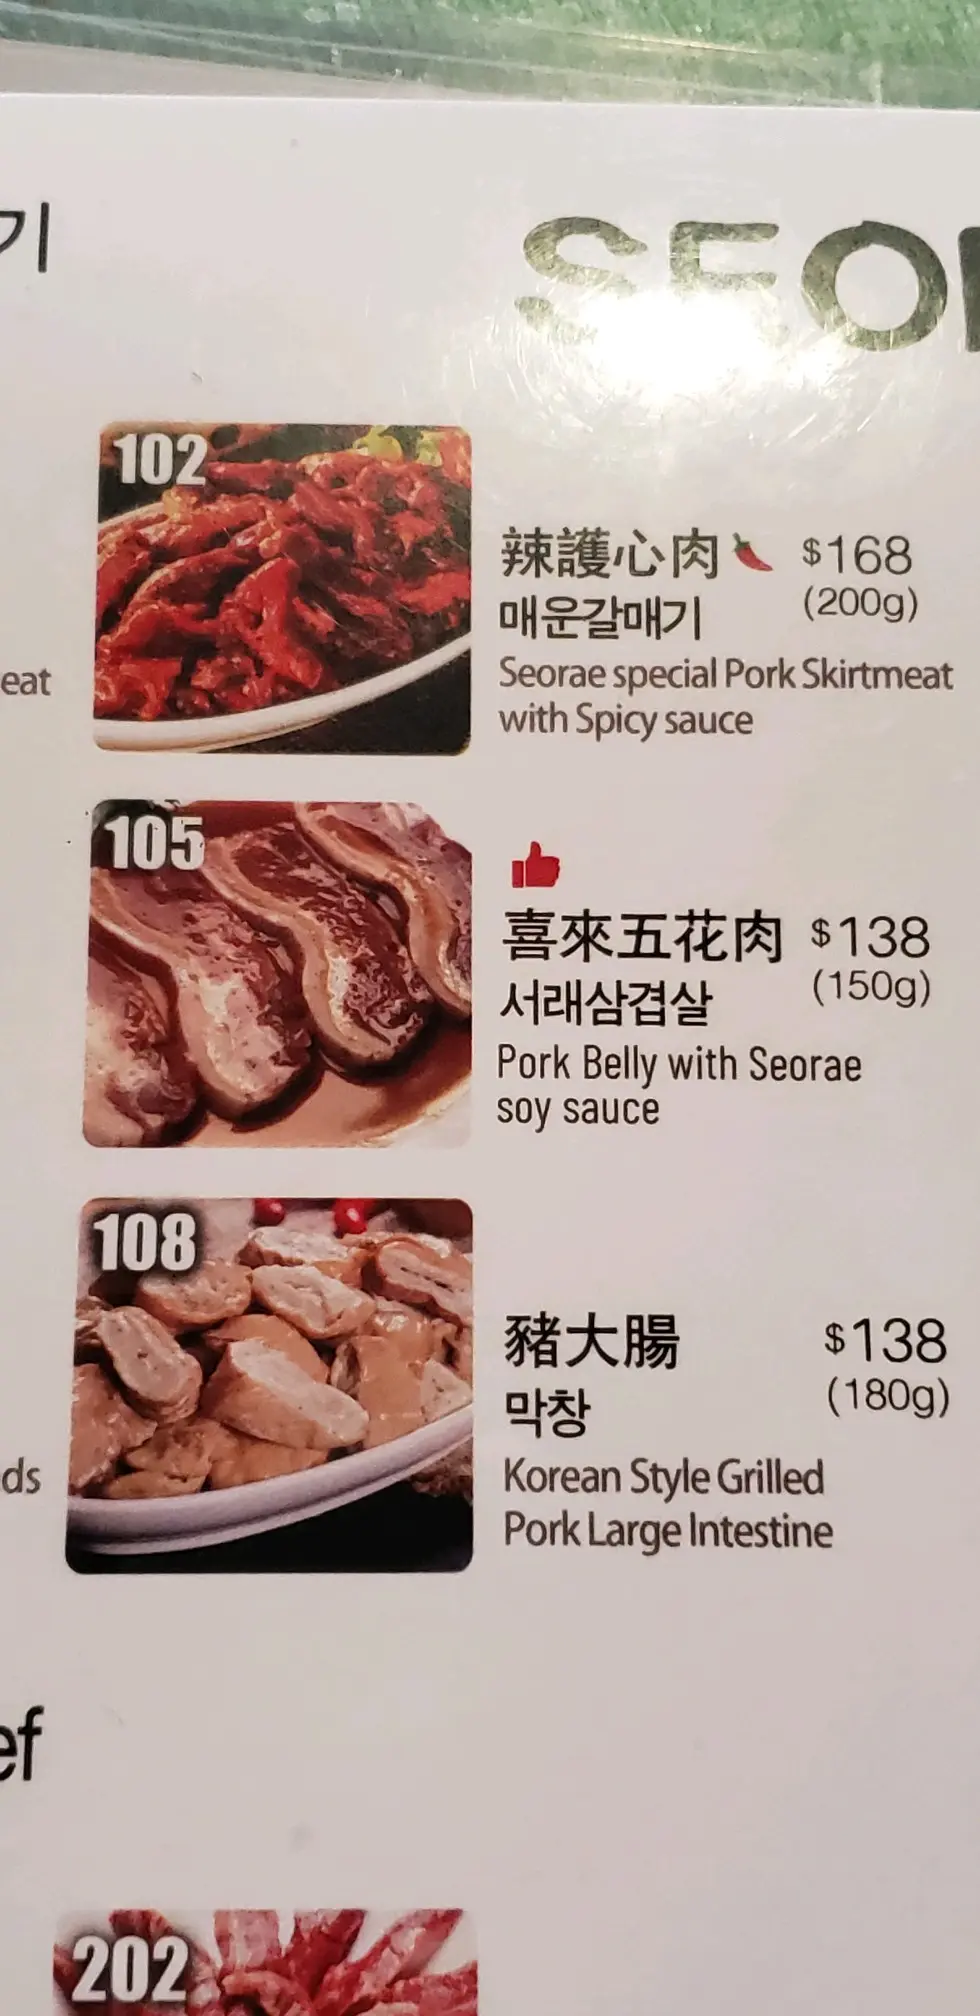 기
SEO
102
辣護心肉 $168
매운갈매기 (200g)
eat
Seorae special Pork Skirtmeat
with Spicy sauce
105
喜來五花肉 $138
서래삼겹살 (150g)
Pork Belly with Seorae
soy sauce
108
豬大腸 $138
막창 (180g)
ds
Korean Style Grilled
Pork Large Intestine
ef
202